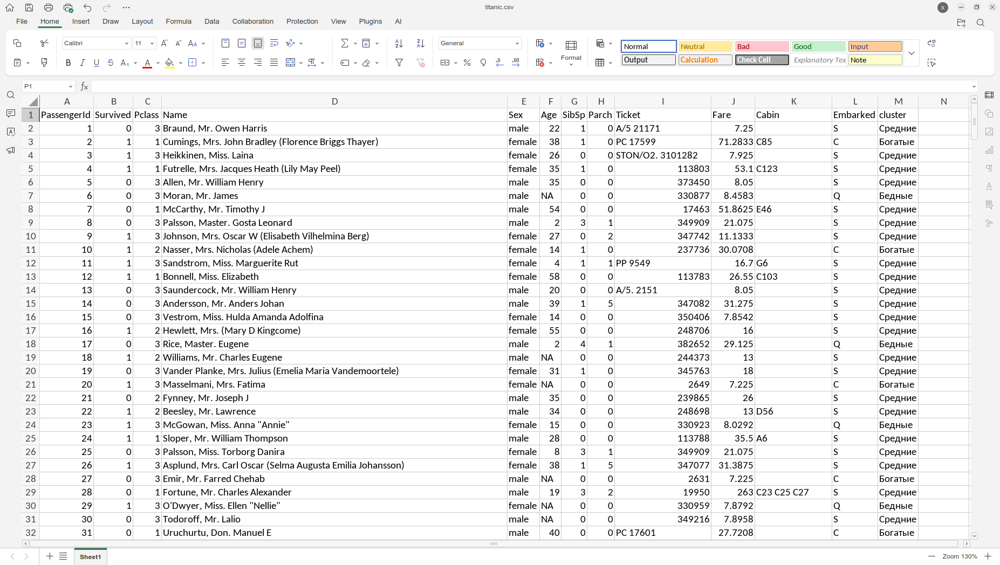 titanic.csv
X
File Home Insert Draw Layout Formula Data Collaboration Protection View Plugins AI
Calibri 11 General Format Normal Neutral Bad Good Input
Output Calculation Check Cell Explanatory Tex Note
P1 fx
A B C D E F G H I J K L M N
1 PassengerId Survived Pclass Name Sex Age SibSp Parch Ticket Fare Cabin Embarked cluster
2 1 0 3 Braund, Mr. Owen Harris male 22 1 0 A/5 21171 7.25 S Средние
3 2 1 1 Cumings, Mrs. John Bradley (Florence Briggs Thayer) female 38 1 0 PC 17599 71.2833 C85 C Богатые
4 3 1 3 Heikkinen, Miss. Laina female 26 0 0 STON/O2. 3101282 7.925 S Средние
5 4 1 1 Futrelle, Mrs. Jacques Heath (Lily May Peel) female 35 1 0 113803 53.1 C123 S Средние
6 5 0 3 Allen, Mr. William Henry male 35 0 0 373450 8.05 S Средние
7 6 0 3 Moran, Mr. James male NA 0 0 330877 8.4583 Q Бедные
8 7 0 1 McCarthy, Mr. Timothy J male 54 0 0 17463 51.8625 E46 S Средние
9 8 0 3 Palsson, Master. Gosta Leonard male 2 3 1 349909 21.075 S Средние
10 9 1 3 Johnson, Mrs. Oscar W (Elisabeth Vilhelmina Berg) female 27 0 2 347742 11.1333 S Средние
11 10 1 2 Nasser, Mrs. Nicholas (Adele Achem) female 14 1 0 237736 30.0708 C Богатые
12 11 1 3 Sandstrom, Miss. Marguerite Rut female 4 1 1 PP 9549 16.7 G6 S Средние
13 12 1 1 Bonnell, Miss. Elizabeth female 58 0 0 113783 26.55 C103 S Средние
14 13 0 3 Saundercock, Mr. William Henry male 20 0 0 A/5. 2151 8.05 S Средние
15 14 0 3 Andersson, Mr. Anders Johan male 39 1 5 347082 31.275 S Средние
16 15 0 3 Vestrom, Miss. Hulda Amanda Adolfina female 14 0 0 350406 7.8542 S Средние
17 16 1 2 Hewlett, Mrs. (Mary D Kingcome) female 55 0 0 248706 16 S Средние
18 17 0 3 Rice, Master. Eugene male 2 4 1 382652 29.125 Q Бедные
19 18 1 2 Williams, Mr. Charles Eugene male NA 0 0 244373 13 S Средние
20 19 0 3 Vander Planke, Mrs. Julius (Emelia Maria Vandemoortele) female 31 1 0 345763 18 S Средние
21 20 1 3 Masselmani, Mrs. Fatima female NA 0 0 2649 7.225 C Богатые
22 21 0 2 Fynney, Mr. Joseph J male 35 0 0 239865 26 S Средние
23 22 1 2 Beesley, Mr. Lawrence male 34 0 0 248698 13 D56 S Средние
24 23 1 3 McGowan, Miss. Anna "Annie" female 15 0 0 330923 8.0292 Q Бедные
25 24 1 1 Sloper, Mr. William Thompson male 28 0 0 113788 35.5 A6 S Средние
26 25 0 3 Palsson, Miss. Torborg Danira female 8 3 1 349909 21.075 S Средние
27 26 1 3 Asplund, Mrs. Carl Oscar (Selma Augusta Emilia Johansson) female 38 1 5 347077 31.3875 S Средние
28 27 0 3 Emir, Mr. Farred Chehab male NA 0 0 2631 7.225 C Богатые
29 28 0 1 Fortune, Mr. Charles Alexander male 19 3 2 19950 263 C23 C25 C27 S Средние
30 29 1 3 O'Dwyer, Miss. Ellen "Nellie" female NA 0 0 330959 7.8792 Q Бедные
31 30 0 3 Todoroff, Mr. Lalio male NA 0 0 349216 7.8958 S Средние
32 31 0 1 Uruchurtu, Don. Manuel E male 40 0 0 PC 17601 27.7208 C Богатые
Sheet1 Zoom 130%